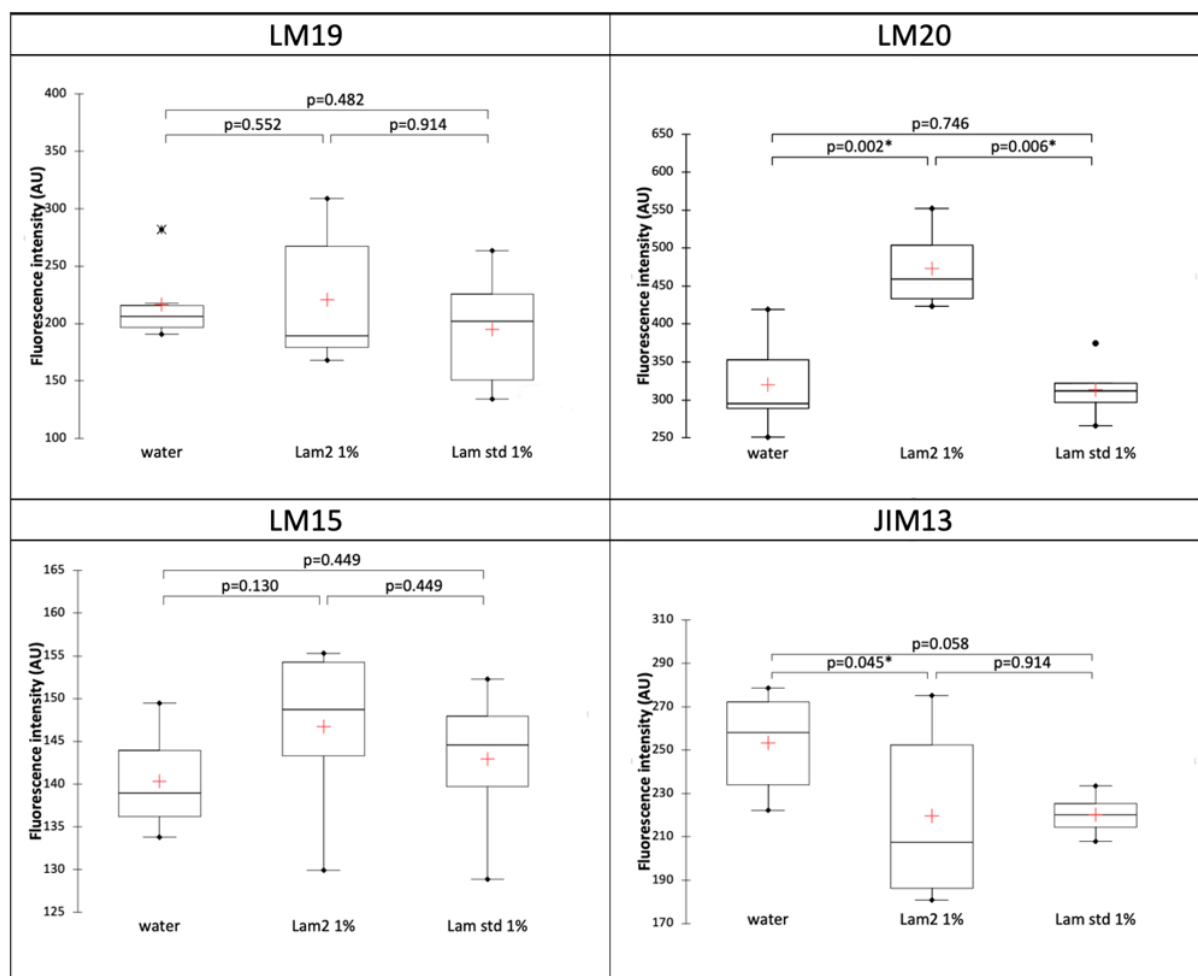 LM19
LM20
Fluorescence intensity (AU)
400
350
300
250
200
150
100
p=0.482
p=0.552
p=0.914
water
Lam2 1%
Lam std 1%
Fluorescence intensity (AU)
650
600
550
500
450
400
350
300
250
p=0.746
p=0.002*
p=0.006*
water
Lam2 1%
Lam std 1%
LM15
JIM13
Fluorescence intensity (AU)
165
160
155
150
145
140
135
130
125
p=0.449
p=0.130
p=0.449
water
Lam2 1%
Lam std 1%
Fluorescence intensity (AU)
310
290
270
250
230
210
190
170
p=0.058
p=0.045*
p=0.914
water
Lam2 1%
Lam std 1%